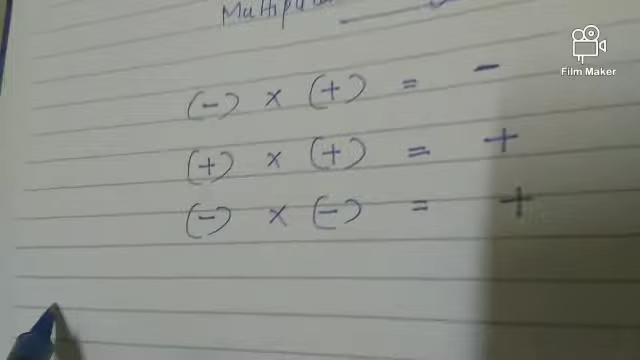 (-) × (+) = -
(+) × (+) = +
(-) × (-) = +
Film Maker